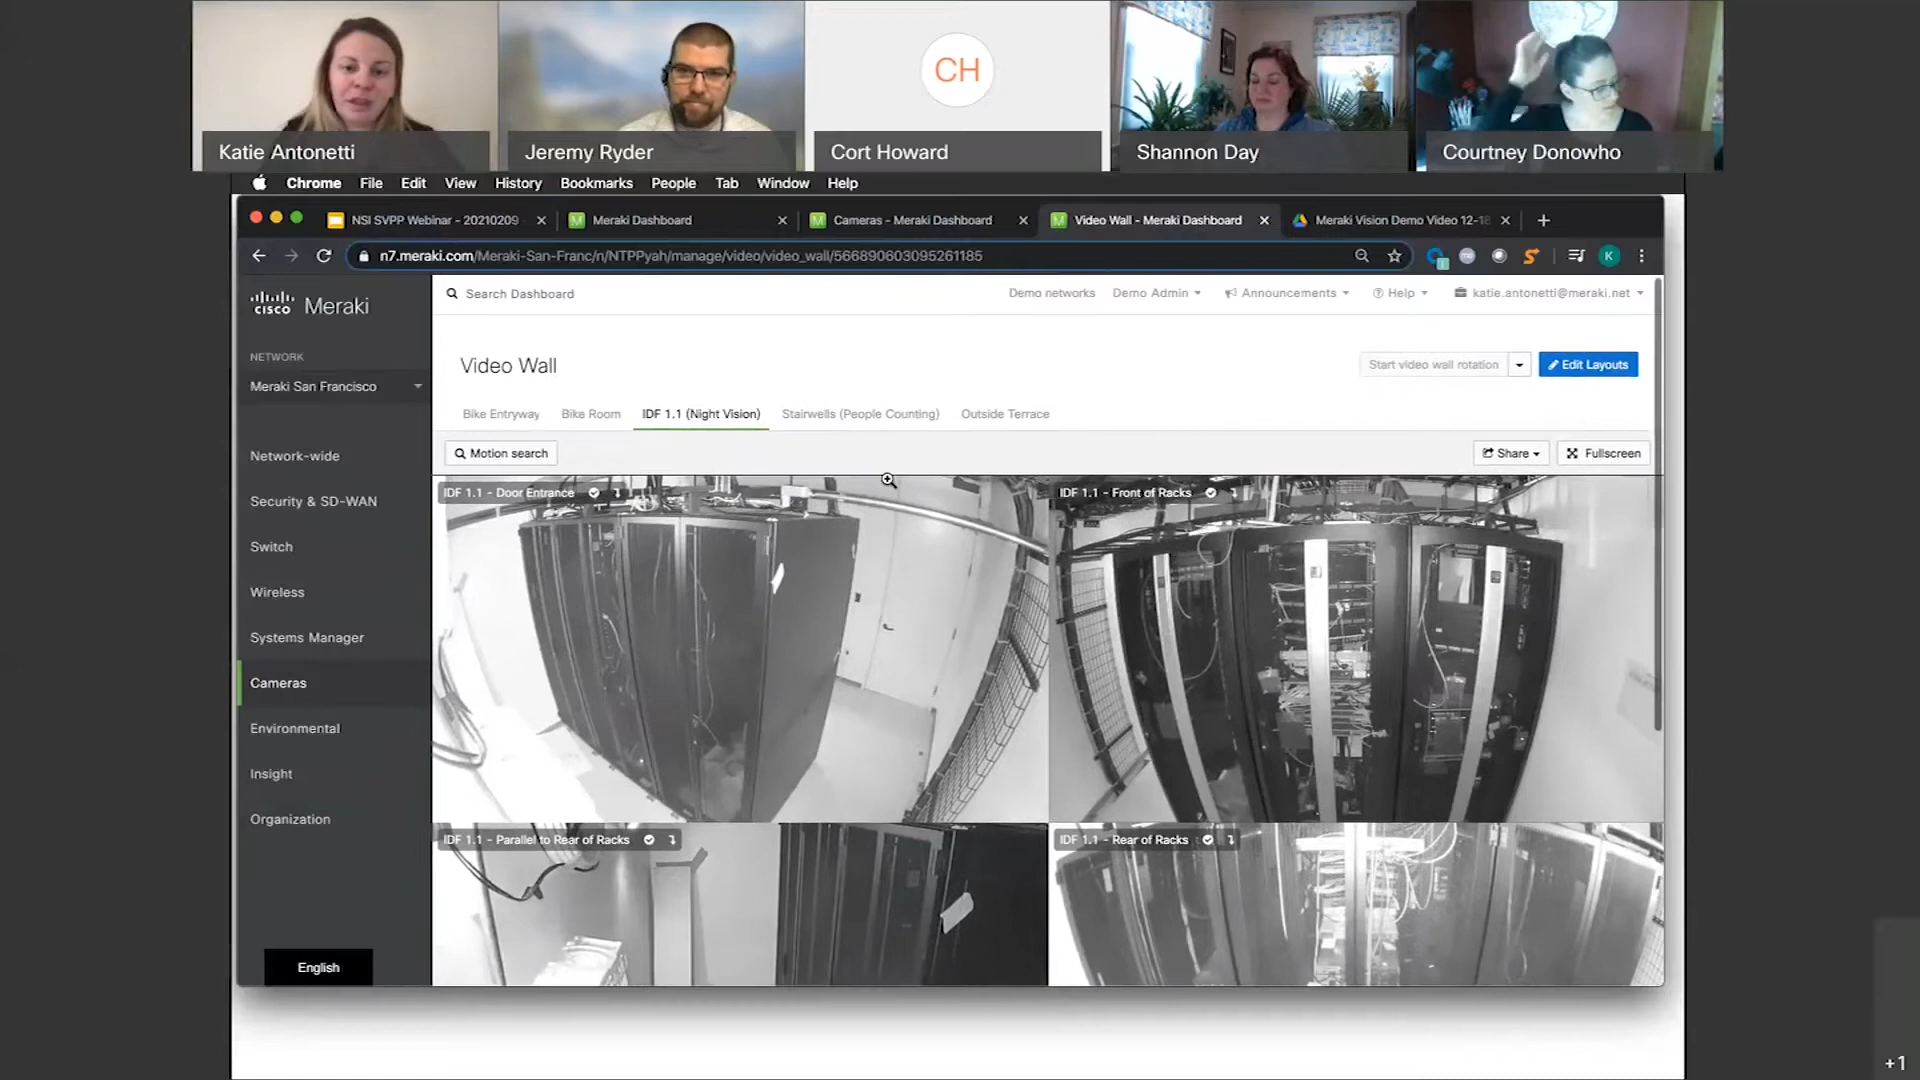 CH
Katie Antonetti
Jeremy Ryder
Cort Howard
Shannon Day
Courtney Donowho
Chrome File Edit View History Bookmarks People Tab Window Help
NSI SVPP Webinar - 20210209
Meraki Dashboard
Cameras - Meraki Dashboard
Video Wall - Meraki Dashboard
Meraki Vision Demo Video 12-18
n7.meraki.com/Meraki-San-Franc/n/NTPPyah/manage/video/video_wall/566890603095261185
K
cisco Meraki
Search Dashboard
Demo networks
Demo Admin
Announcements
Help
katie.antonetti@meraki.net
NETWORK
Meraki San Francisco
Network-wide
Security & SD-WAN
Switch
Wireless
Systems Manager
Cameras
Environmental
Insight
Organization
English
Video Wall
Start video wall rotation
Edit Layouts
Bike Entryway
Bike Room
IDF 1.1 (Night Vision)
Stairwells (People Counting)
Outside Terrace
Motion search
Share
Fullscreen
IDF 1.1 - Door Entrance
IDF 1.1 - Front of Racks
IDF 1.1 - Parallel to Rear of Racks
IDF 1.1 - Rear of Racks
+1